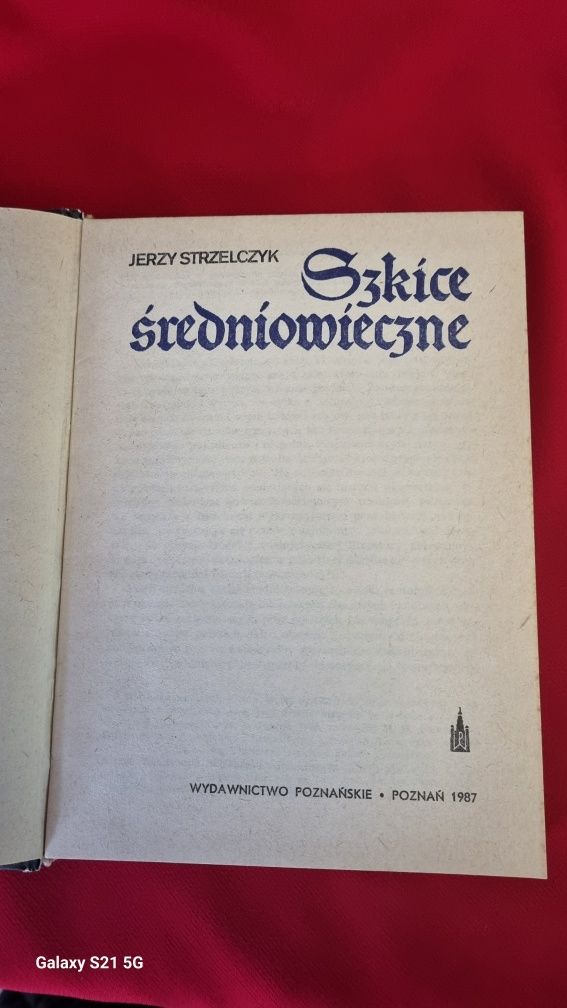 JERZY STRZELCZYK
Szkice
średniowieczne
WYDAWNICTWO POZNAŃSKIE • POZNAŃ 1987
Galaxy S21 5G